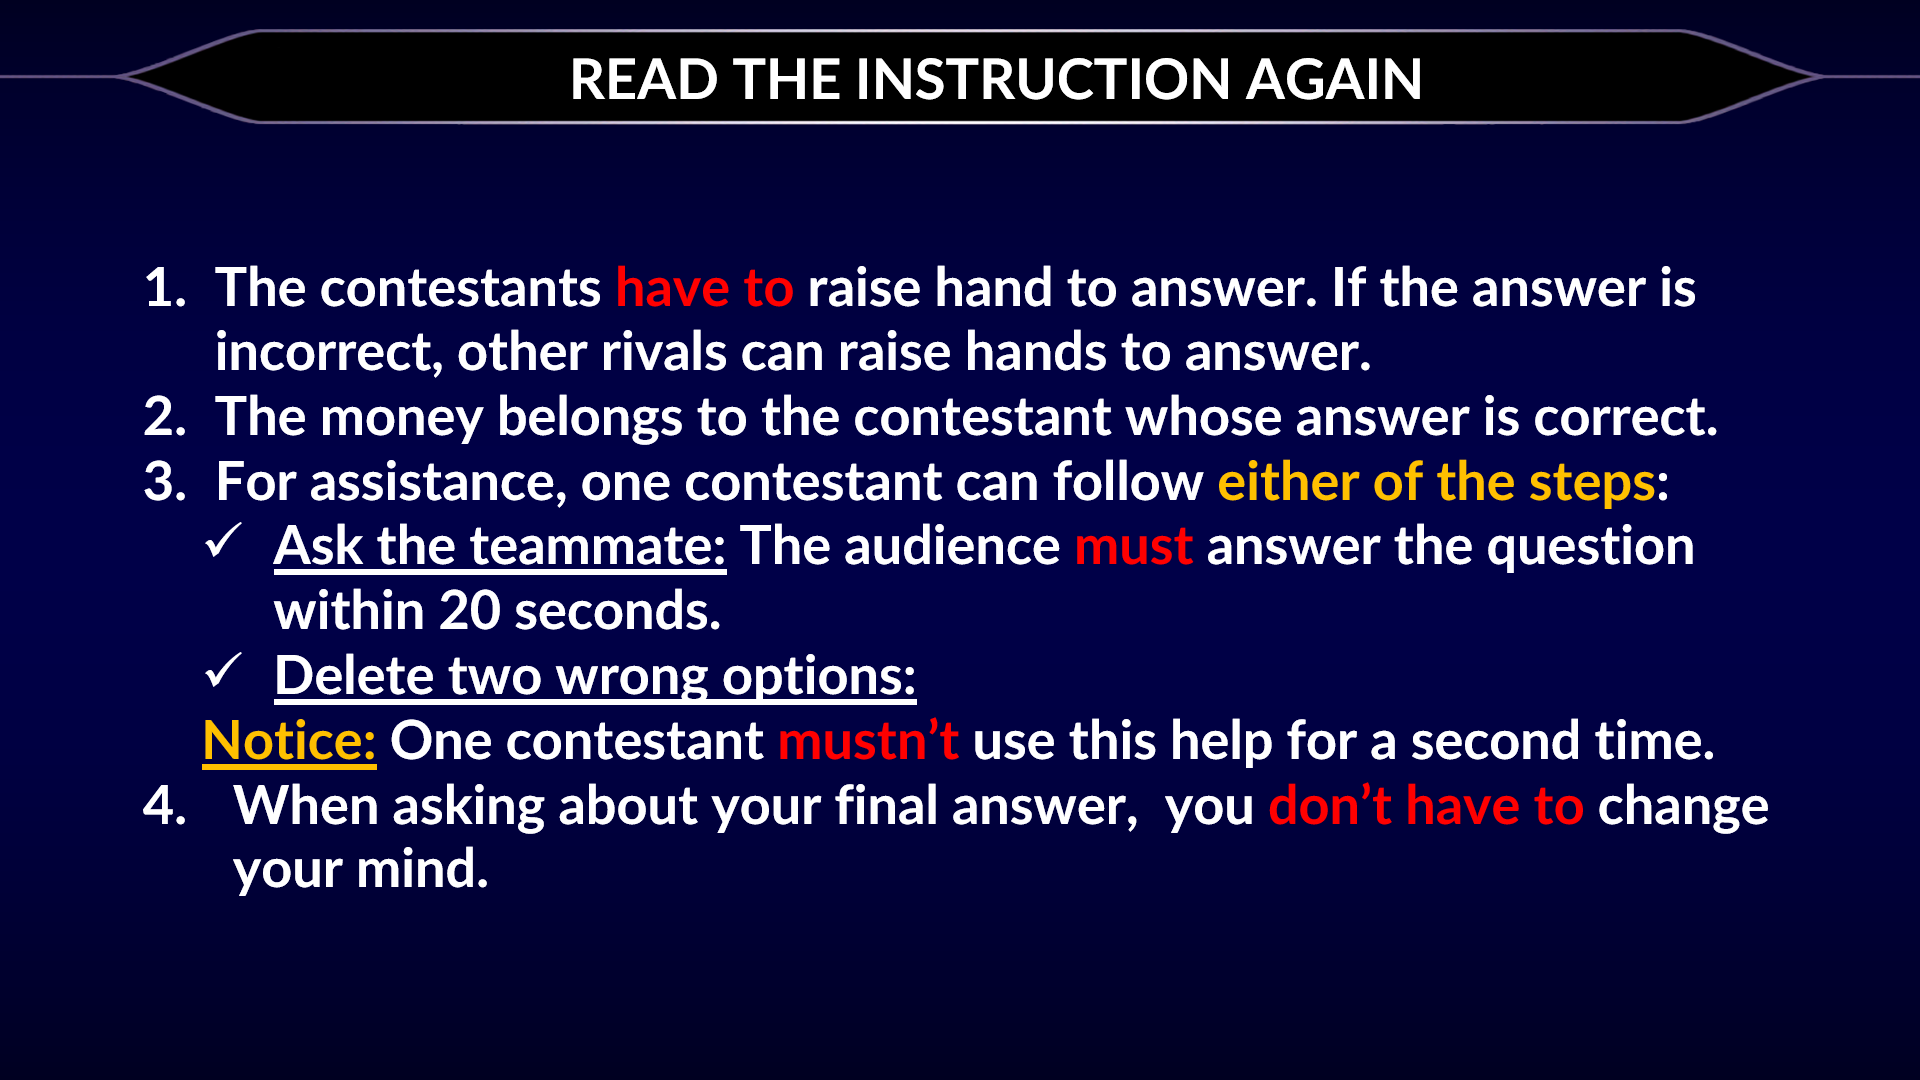 READ THE INSTRUCTION AGAIN
1. The contestants have to raise hand to answer. If the answer is
incorrect, other rivals can raise hands to answer.
2. The money belongs to the contestant whose answer is correct.
3. For assistance, one contestant can follow either of the steps:
✓ Ask the teammate: The audience must answer the question
within 20 seconds.
✓ Delete two wrong options:
Notice: One contestant mustn’t use this help for a second time.
4. When asking about your final answer,  you don’t have to change
your mind.